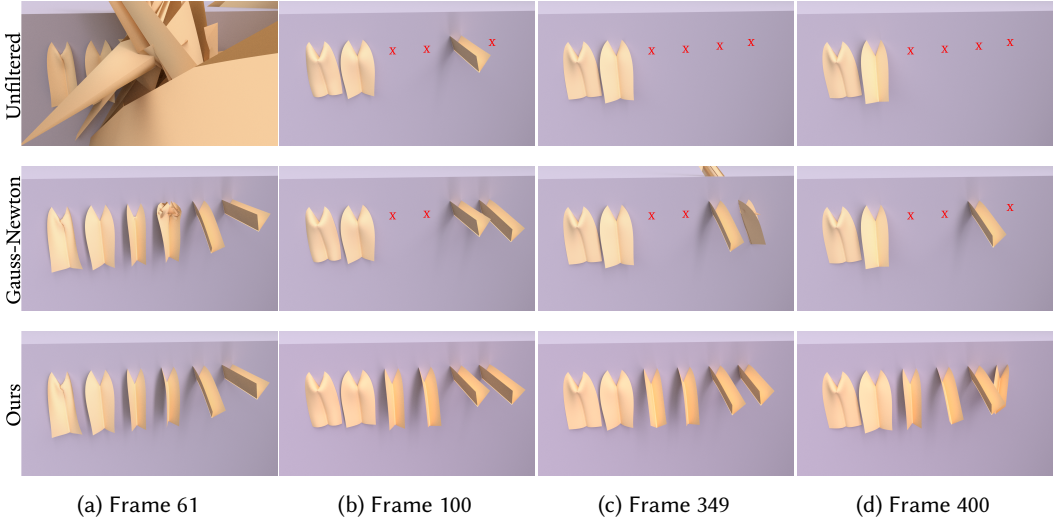 Unfiltered
x x x
x x x x
x x x x
Gauss-Newton
x x
x x
x x x
Ours
(a) Frame 61
(b) Frame 100
(c) Frame 349
(d) Frame 400